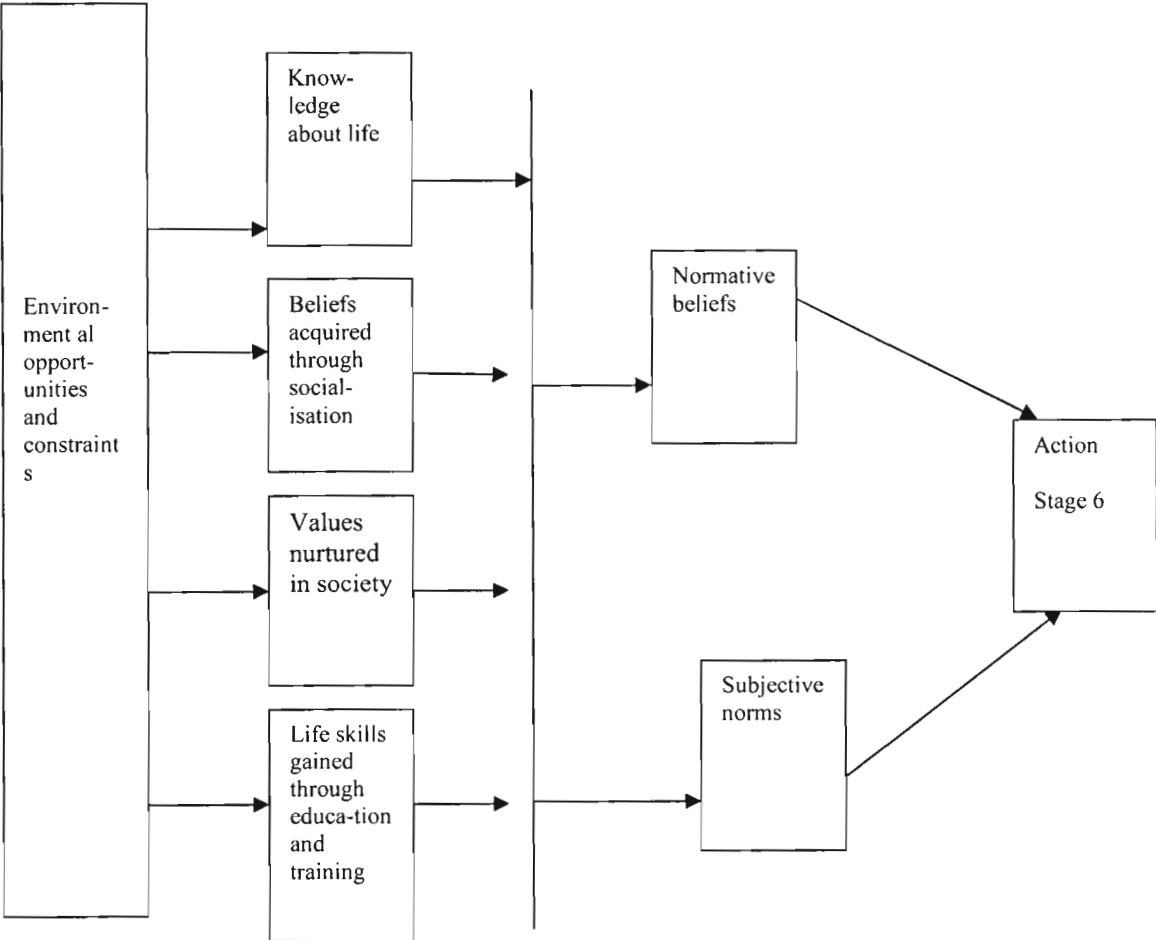 Environ-
ment al
opport-
unities
and
constraint
s
Know-
ledge
about life
Beliefs
acquired
through
social-
isation
Values
nurtured
in society
Life skills
gained
through
educa-tion
and
training
Normative
beliefs
Subjective
norms
Action
Stage 6